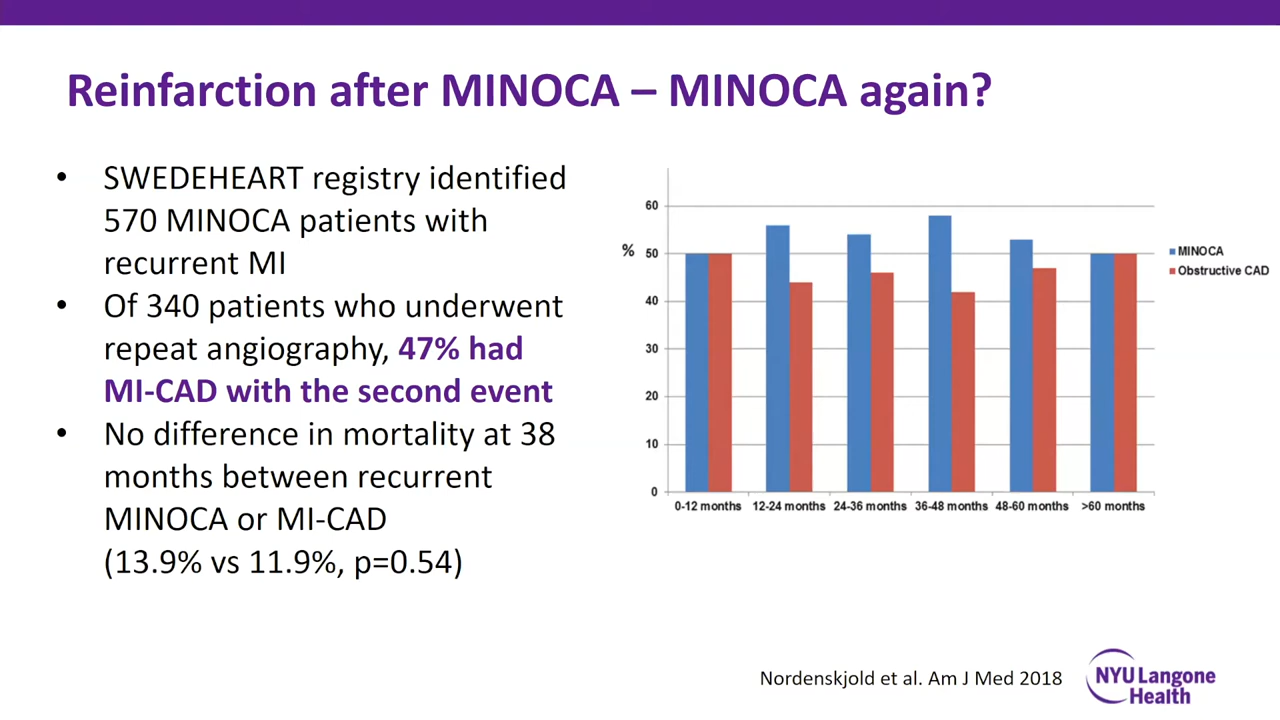 Reinfarction after MINOCA – MINOCA again?
• SWEDEHEART registry identified
570 MINOCA patients with
recurrent MI
• Of 340 patients who underwent
repeat angiography, 47% had
MI-CAD with the second event
• No difference in mortality at 38
months between recurrent
MINOCA or MI-CAD
(13.9% vs 11.9%, p=0.54)
%
60
50
40
30
20
10
0
0-12 months 12-24 months 24-36 months 36-48 months 48-60 months >60 months
MINOCA
Obstructive CAD
Nordenskjold et al. Am J Med 2018
NYU Langone
Health